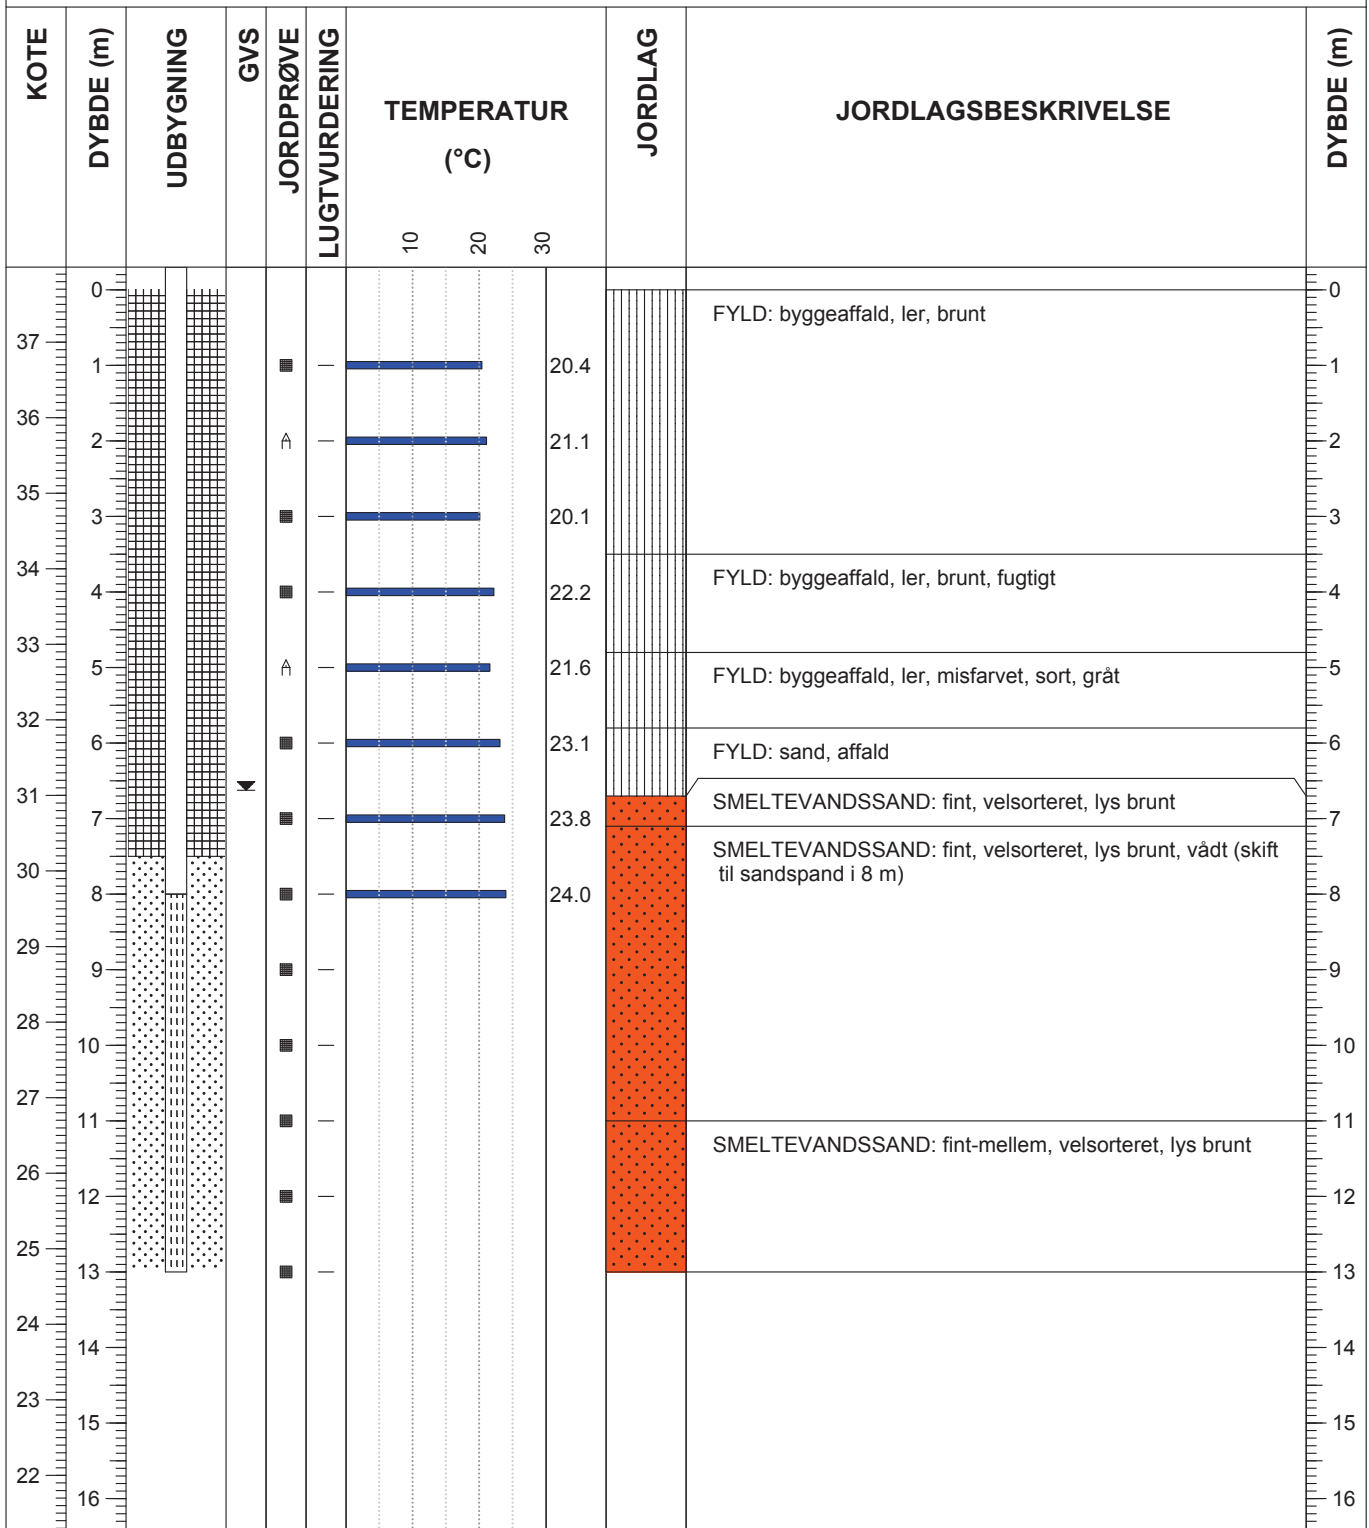 KOTE
DYBDE (m)
UDBYGNING
GVS
JORDPRØVE
LUGTVURDERING
TEMPERATUR
(°C)
10
20
30
JORDLAG
JORDLAGSBESKRIVELSE
DYBDE (m)
0
0
FYLD: byggeaffald, ler, brunt
37
1
20.4
1
36
2
A
21.1
2
35
3
20.1
3
34
FYLD: byggeaffald, ler, brunt, fugtigt
4
22.2
4
33
5
A
21.6
5
FYLD: byggeaffald, ler, misfarvet, sort, gråt
32
6
23.1
6
FYLD: sand, affald
31
SMELTEVANDSSAND: fint, velsorteret, lys brunt
7
23.8
7
SMELTEVANDSSAND: fint, velsorteret, lys brunt, vådt (skift
til sandspand i 8 m)
30
8
24.0
8
29
9
9
28
10
10
27
11
11
SMELTEVANDSSAND: fint-mellem, velsorteret, lys brunt
26
12
12
25
13
13
24
14
14
23
15
15
22
16
16